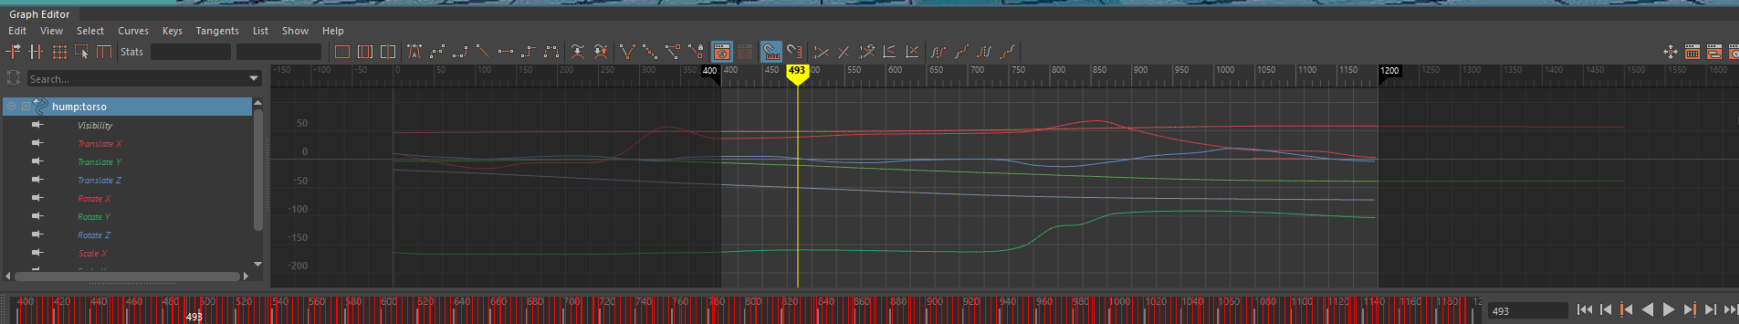 Graph Editor
Edit View Select Curves Keys Tangents List Show Help
Stats
Search...
-150 -100 -50 0 50 100 150 200 250 300 350 400 400 450 493 500 550 600 650 700 750 800 850 900 950 1000 1050 1100 1150 1200 1250 1300 1350 1400 1450 1500 1550 1600
hump:torso
Visibility
Translate X
Translate Y
Translate Z
Rotate X
Rotate Y
Rotate Z
Scale X
50
0
-50
-100
-150
-200
400 420 440 460 480 500 520 540 560 580 600 620 640 660 680 700 720 740 760 780 800 820 840 860 880 900 920 940 960 980 1000 1020 1040 1060 1080 1100 1120 1140 1160 1180
493
493